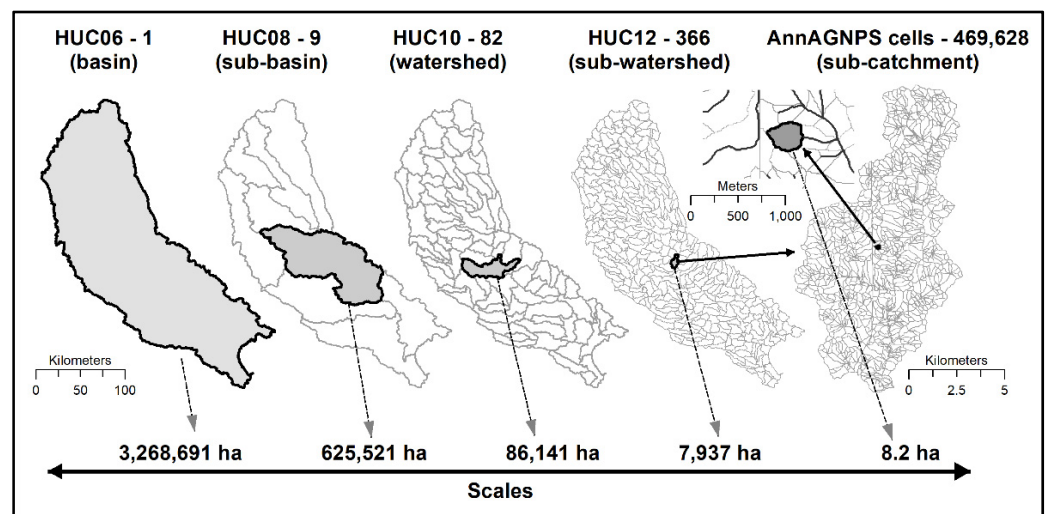 HUC06 - 1
(basin)
HUC08 - 9
(sub-basin)
HUC10 - 82
(watershed)
HUC12 - 366
(sub-watershed)
AnnAGNPS cells - 469,628
(sub-catchment)
Meters
0 500 1,000
Kilometers
0 50 100
Kilometers
0 2.5 5
3,268,691 ha 625,521 ha 86,141 ha 7,937 ha 8.2 ha
Scales